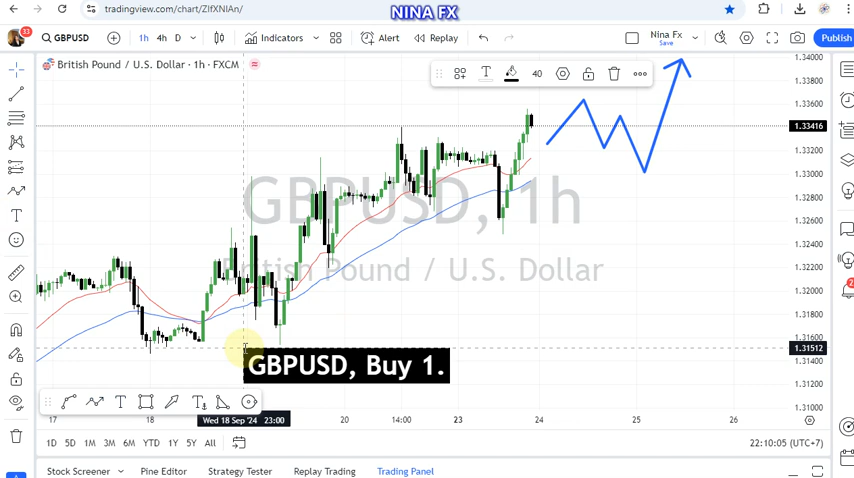 NINA FX
tradingview.com/chart/ZIfXNIAn/
33
GBPUSD
1h 4h D
Indicators
Alert
Replay
Nina Fx
Save
Publish
British Pound / U.S. Dollar · 1h · FXCM
40
1.34000
1.33600
1.33416
1.33200
1.33000
1.32800
1.32600
1.32400
1.32200
1.32000
1.31800
1.31600
1.31512
1.31400
1.31200
1.31000
GBPUSD, 1h
British Pound / U.S. Dollar
GBPUSD, Buy 1.
17
Wed 18 Sep '24 23:00
20
14:00
23
24
25
26
1D 5D 1M 3M 6M YTD 1Y 5Y All
22:10:05 (UTC+7)
Stock Screener
Pine Editor
Strategy Tester
Replay Trading
Trading Panel